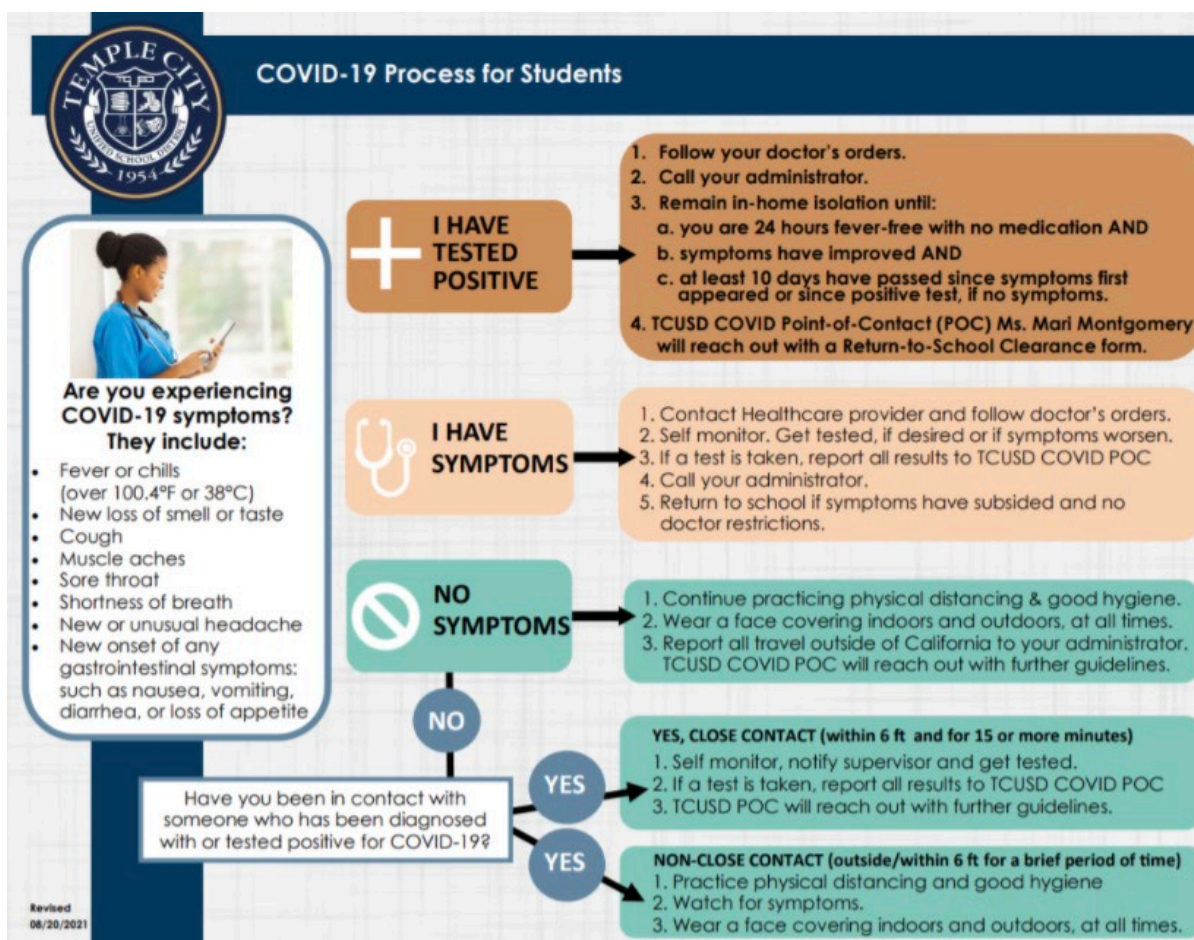 TEMPLE CITY
UNIFIED SCHOOL DISTRICT
1954
COVID-19 Process for Students
Are you experiencing
COVID-19 symptoms?
They include:
• Fever or chills
(over 100.4°F or 38°C)
• New loss of smell or taste
• Cough
• Muscle aches
• Sore throat
• Shortness of breath
• New or unusual headache
• New onset of any
gastrointestinal symptoms:
such as nausea, vomiting,
diarrhea, or loss of appetite
I HAVE
TESTED
POSITIVE
1. Follow your doctor's orders.
2. Call your administrator.
3. Remain in-home isolation until:
a. you are 24 hours fever-free with no medication AND
b. symptoms have improved AND
c. at least 10 days have passed since symptoms first
appeared or since positive test, if no symptoms.
4. TCUSD COVID Point-of-Contact (POC) Ms. Mari Montgomery
will reach out with a Return-to-School Clearance form.
I HAVE
SYMPTOMS
1. Contact Healthcare provider and follow doctor's orders.
2. Self monitor. Get tested, if desired or if symptoms worsen.
3. If a test is taken, report all results to TCUSD COVID POC
4. Call your administrator.
5. Return to school if symptoms have subsided and no
doctor restrictions.
NO
SYMPTOMS
1. Continue practicing physical distancing & good hygiene.
2. Wear a face covering indoors and outdoors, at all times.
3. Report all travel outside of California to your administrator.
TCUSD COVID POC will reach out with further guidelines.
NO
Have you been in contact with
someone who has been diagnosed
with or tested positive for COVID-19?
YES
YES, CLOSE CONTACT (within 6 ft and for 15 or more minutes)
1. Self monitor, notify supervisor and get tested.
2. If a test is taken, report all results to TCUSD COVID POC
3. TCUSD POC will reach out with further guidelines.
YES
NON-CLOSE CONTACT (outside/within 6 ft for a brief period of time)
1. Practice physical distancing and good hygiene
2. Watch for symptoms.
3. Wear a face covering indoors and outdoors, at all times.
Revised
08/20/2021